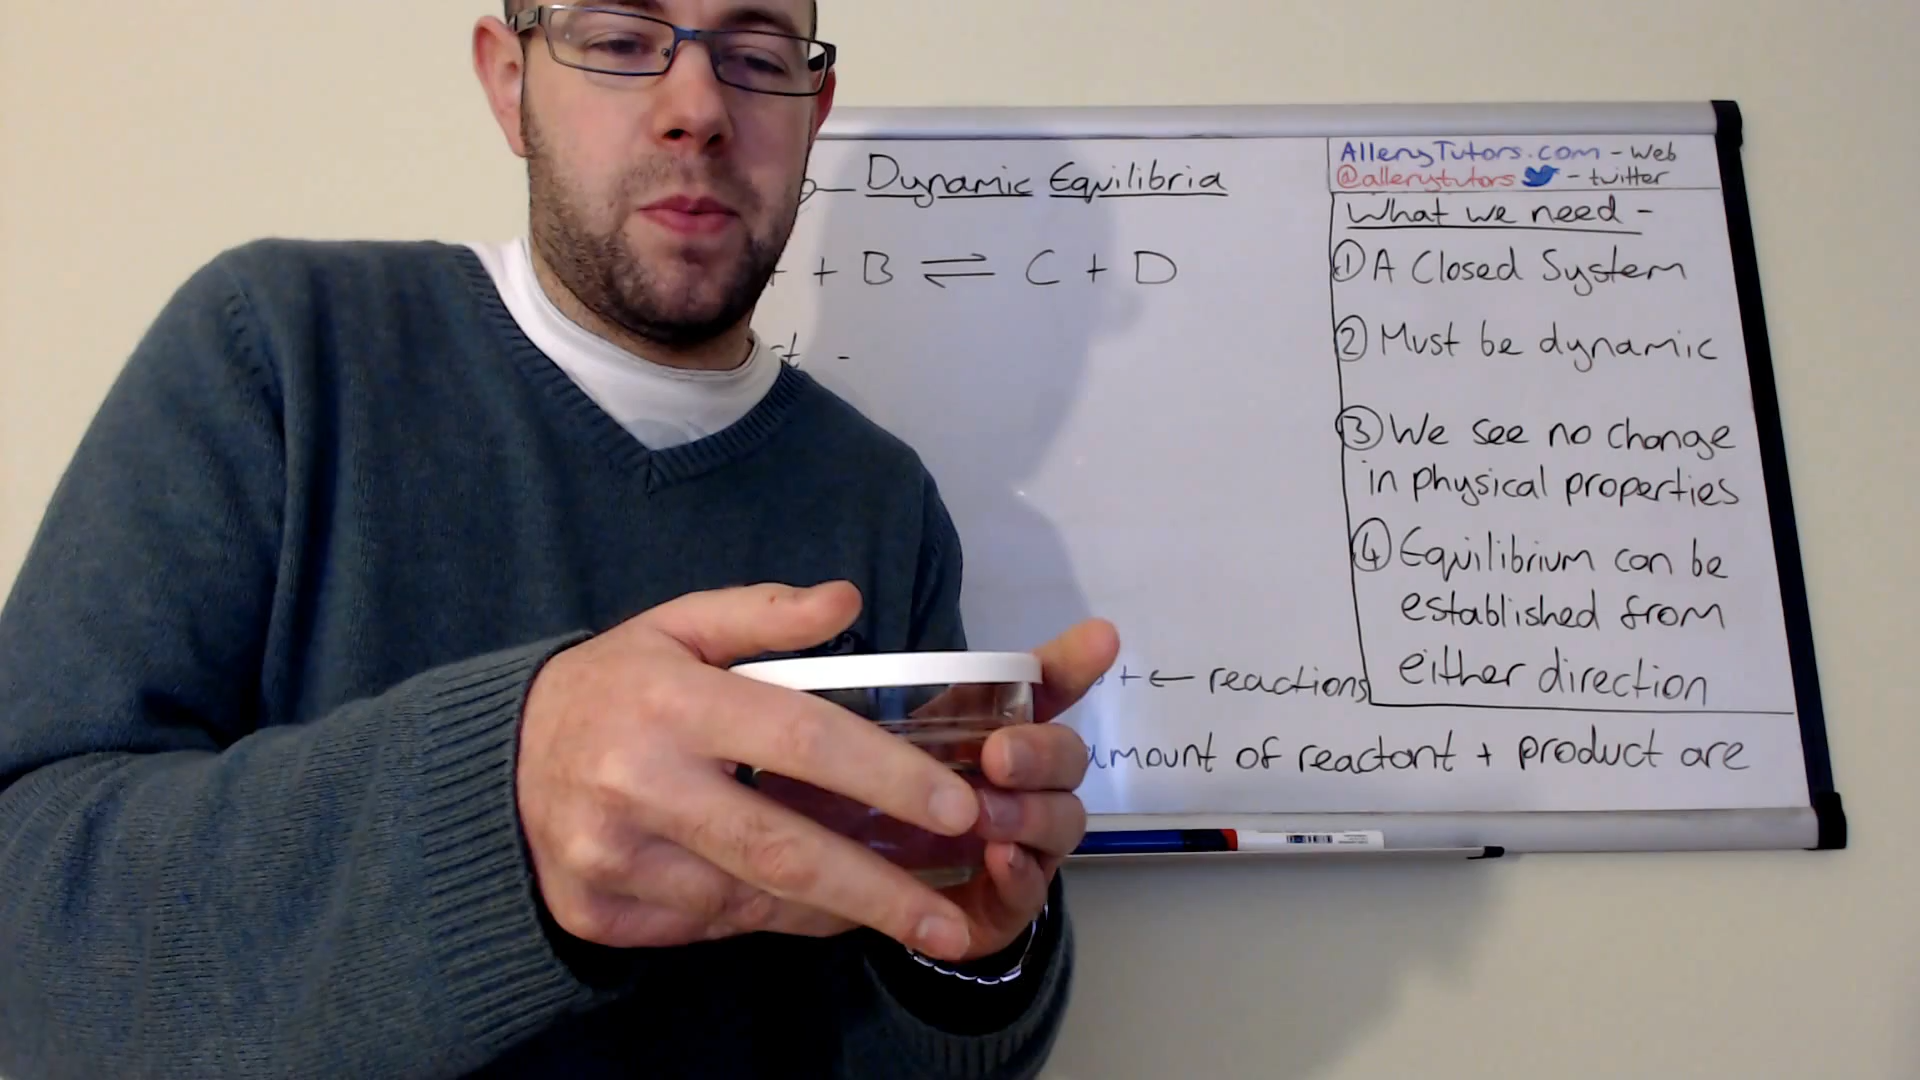 Dynamic Equilibria
+ B ⇌ C + D
-
+ ← reactions
amount of reactant + product are
AlleryTutors.com - Web
@allerytutors - twitter
What we need -
① A Closed System
② Must be dynamic
③ We see no change
in physical properties
④ Equilibrium can be
established from
either direction